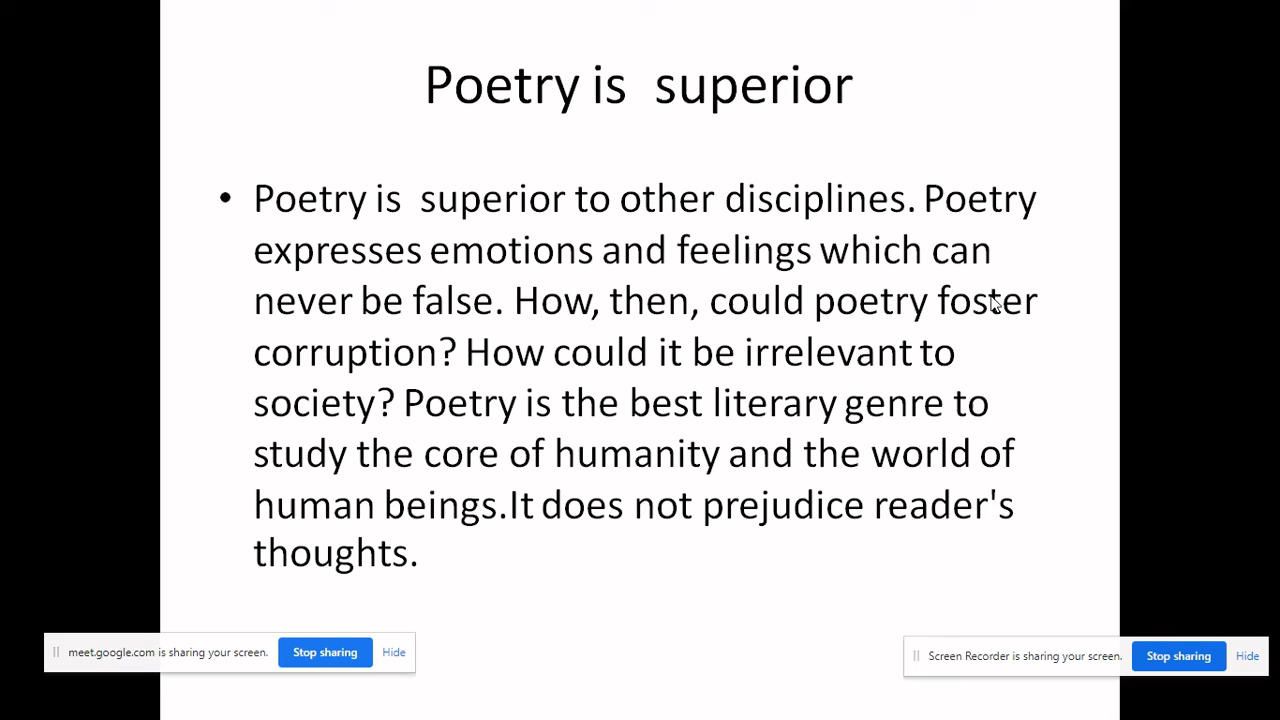 Poetry is  superior
• Poetry is  superior to other disciplines. Poetry
expresses emotions and feelings which can
never be false. How, then, could poetry foster
corruption? How could it be irrelevant to
society? Poetry is the best literary genre to
study the core of humanity and the world of
human beings.It does not prejudice reader's
thoughts.
meet.google.com is sharing your screen. Stop sharing Hide
Screen Recorder is sharing your screen. Stop sharing Hide